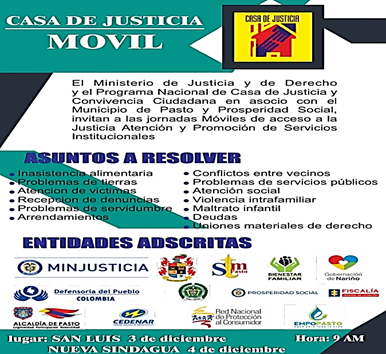 CASA DE JUSTICIA
MOVIL
CASA DE JUSTICIA
El Ministerio de Justicia y de Derecho
y el Programa Nacional de Casa de Justicia y
Convivencia Ciudadana en asocio con el
Municipio de Pasto y Prosperidad Social,
invitan a las jornadas Móviles de acceso a la
Justicia Atención y Promoción de Servicios
Institucionales
ASUNTOS A RESOLVER
Inasistencia alimentaria
Problemas de tierras
Atencion de victimas
Recepcion de denuncias
Problemas de servidumbre
Arrendamientos
Conflictos entre vecinos
Problemas de servicios públicos
Atención social
Violencia intrafamiliar
Maltrato infantil
Deudas
Uniones materiales de derecho
ENTIDADES ADSCRITAS
MINJUSTICIA
BIENESTAR
FAMILIAR
Gobernación
de Nariño
Defensoría del Pueblo
COLOMBIA
PROSPERIDAD SOCIAL
FISCALÍA
ALCALDÍA DE PASTO
CEDENAR
Red Nacional
de Protección
al Consumidor
EMPOPASTO
lugar: SAN LUIS 3 de diciembre
NUEVA SINDAGUA 4 de diciembre
Hora: 9 AM